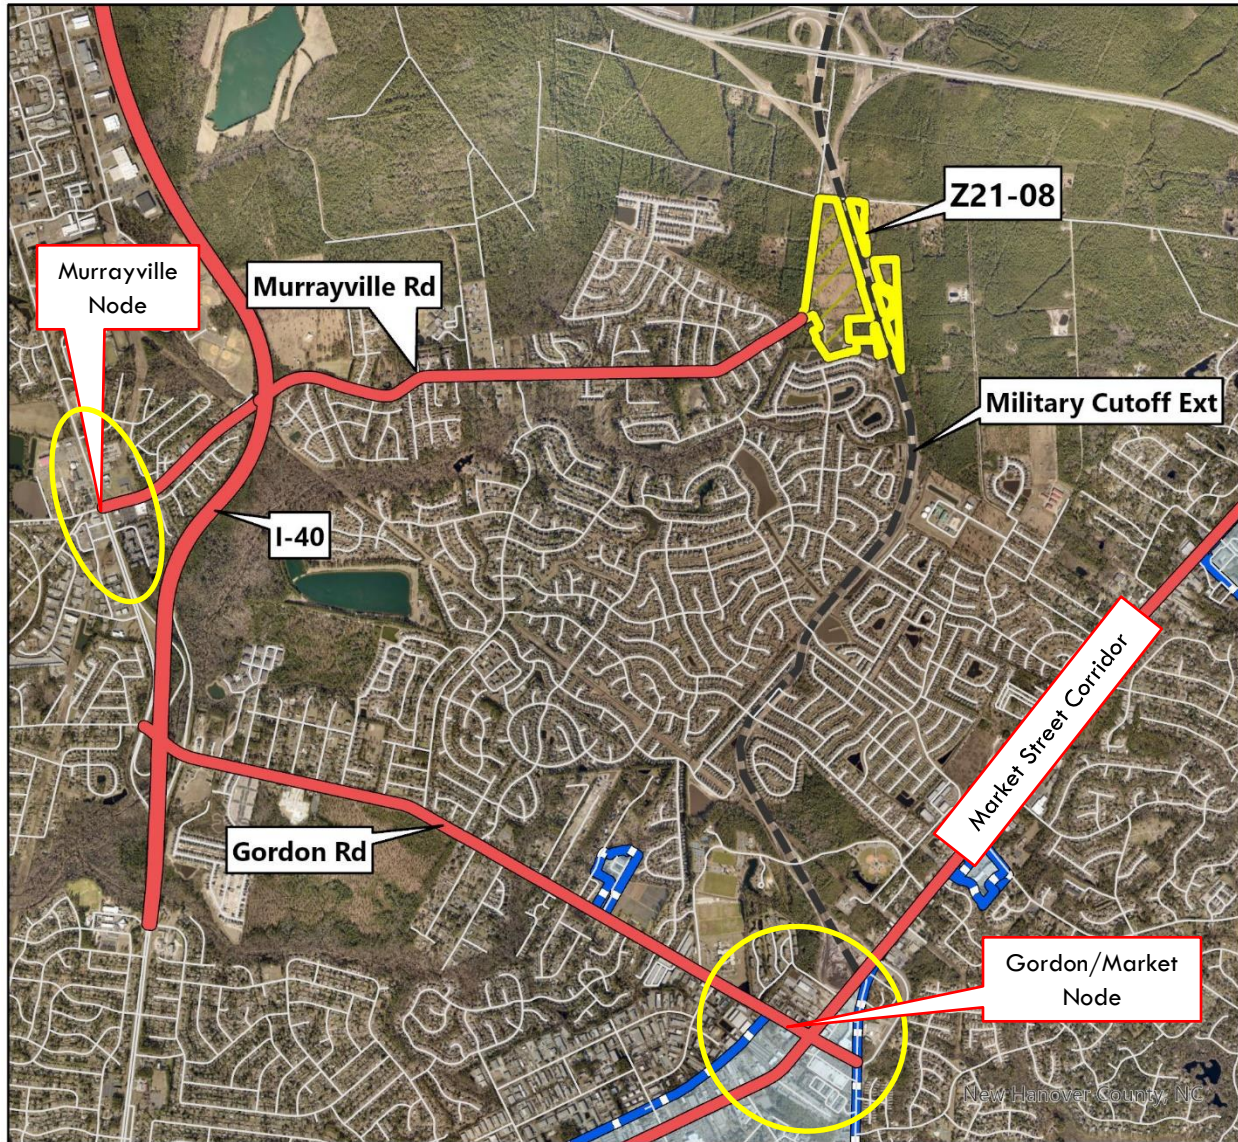 Z21-08
Murrayville
Node
Murrayville Rd
Military Cutoff Ext
I-40
Market Street Corridor
Gordon Rd
Gordon/Market
Node
New Hanover County, NC